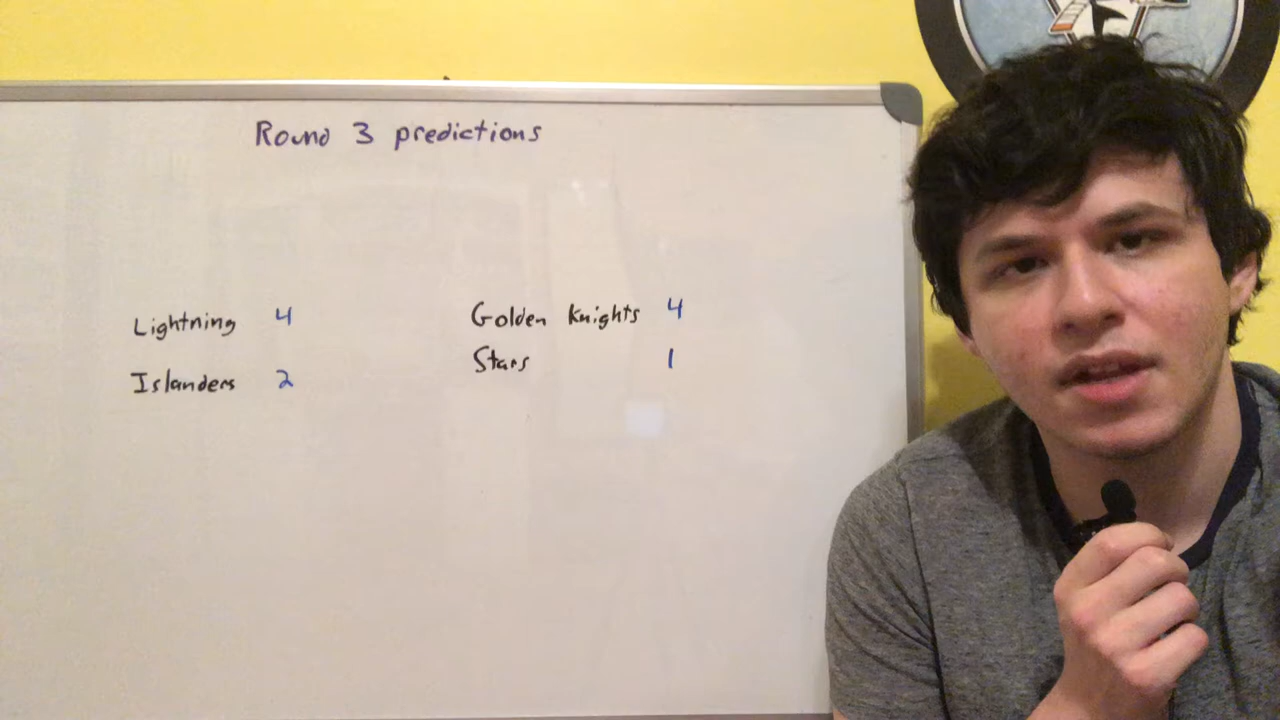 Round 3 predictions
Lightning 4
Islanders 2
Golden Knights 4
Stars 1